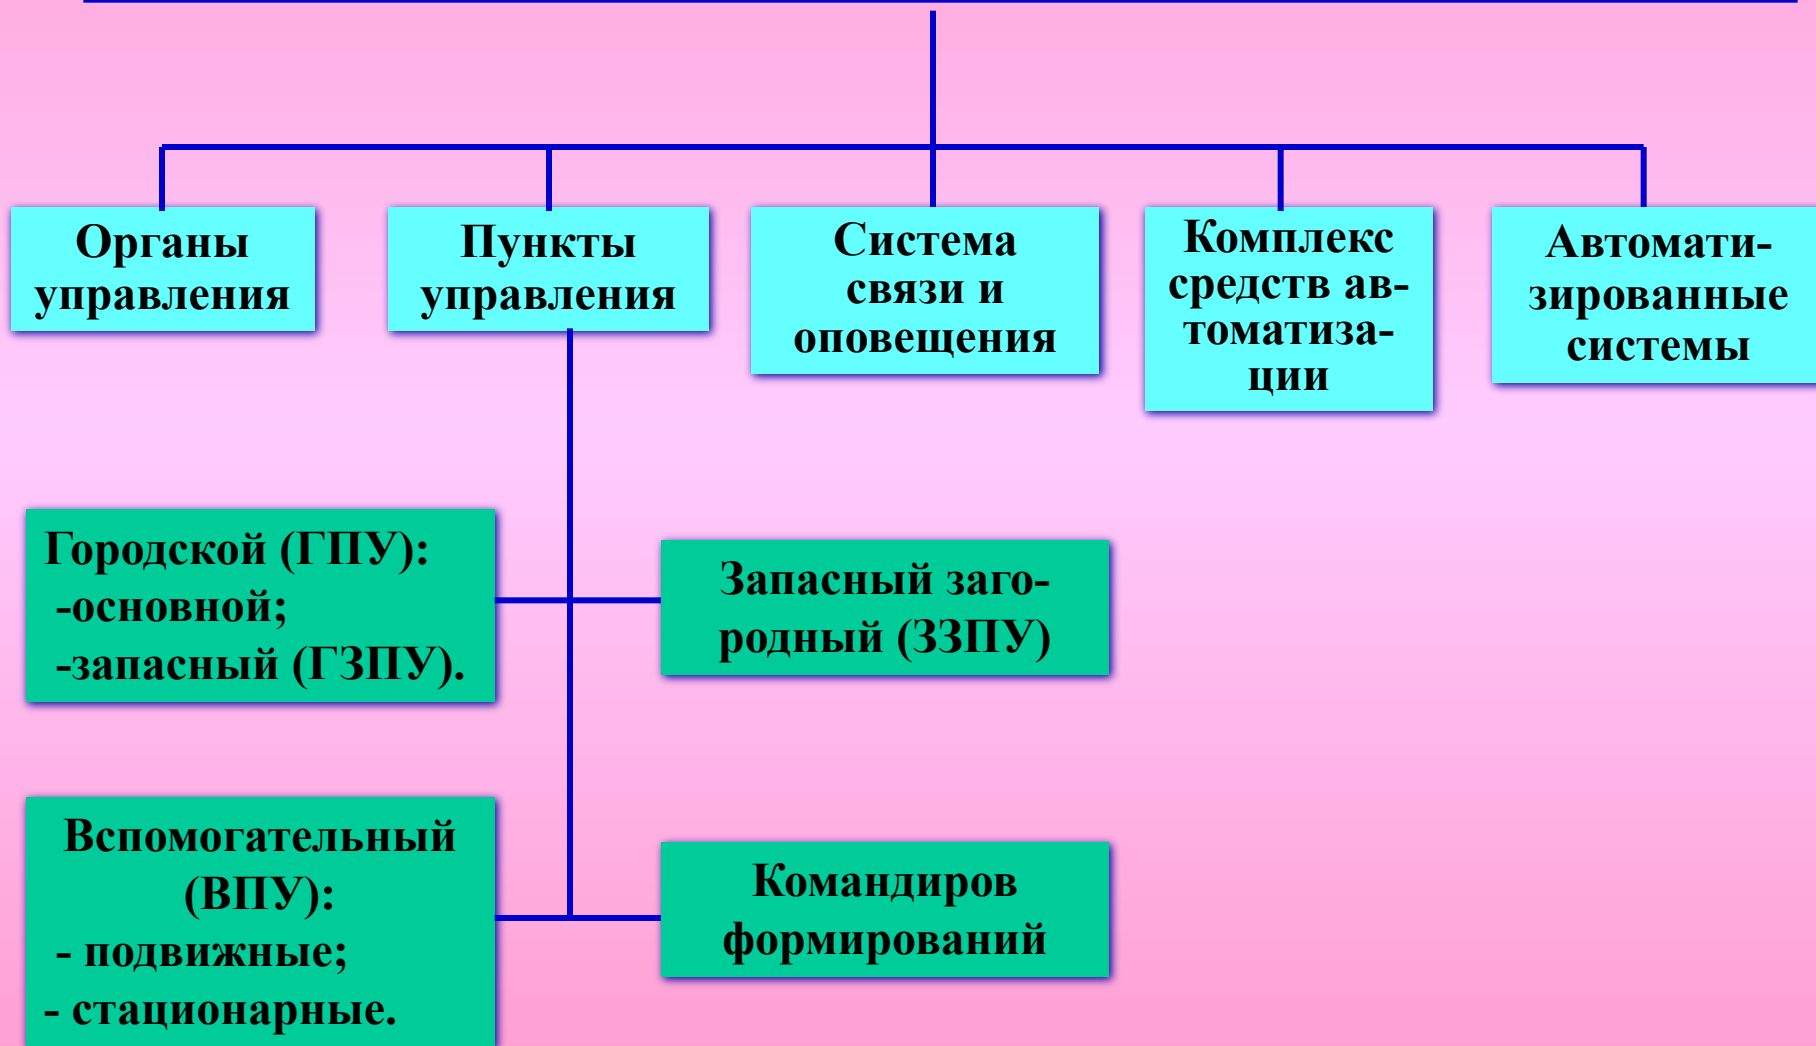 Органы
управления
Пункты
управления
Система
связи и
оповещения
Комплекс
средств ав-
томатиза-
ции
Автомати-
зированные
системы
Городской (ГПУ):
-основной;
-запасный (ГЗПУ).
Запасный заго-
родный (ЗЗПУ)
Вспомогательный
(ВПУ):
- подвижные;
- стационарные.
Командиров
формирований